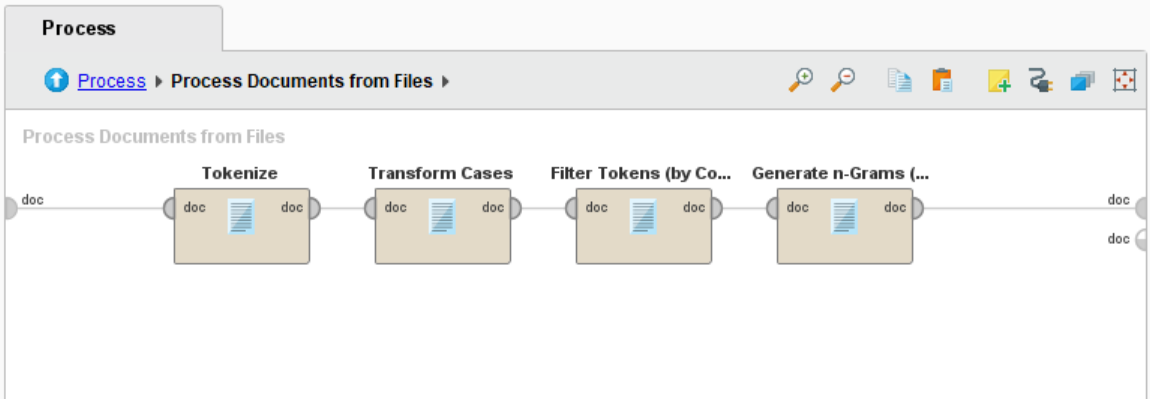 Process
Process Process Documents from Files
Process Documents from Files
Tokenize Transform Cases Filter Tokens (by Co... Generate n-Grams (...
doc doc doc doc doc doc doc doc doc doc
doc